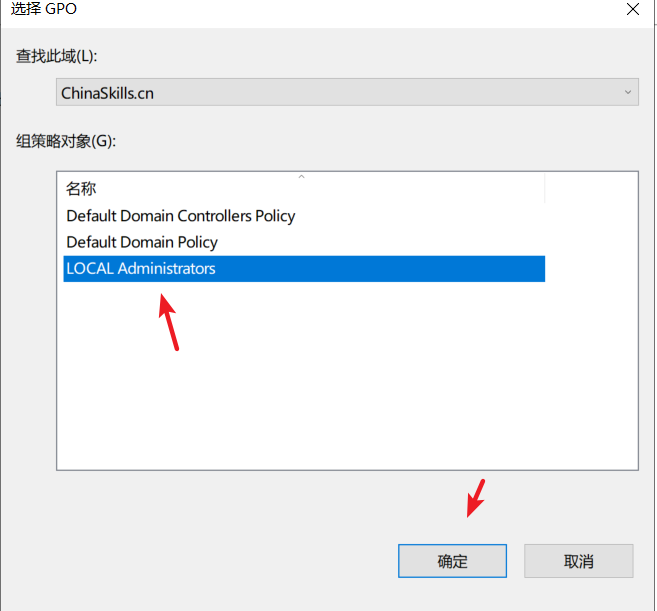 选择 GPO
查找此域(L):
ChinaSkills.cn
组策略对象(G):
名称
Default Domain Controllers Policy
Default Domain Policy
LOCAL Administrators
确定 取消